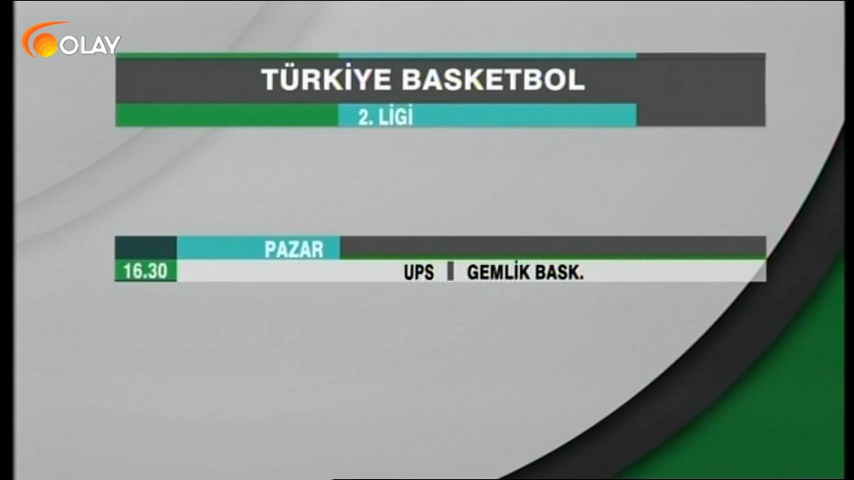 OLAY
TÜRKİYE BASKETBOL
2. LİGİ
PAZAR
16.30 UPS GEMLİK BASK.